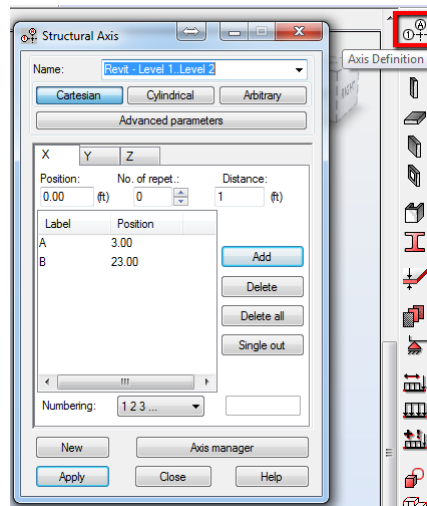 Structural Axis
Name: Revit - Level 1..Level 2
Axis Definition
Cartesian Cylindrical Arbitrary
RIGHT
Advanced parameters
X Y Z
Position: No. of repet.: Distance:
0.00 (ft) 0 1 (ft)
Label Position
A 3.00
B 23.00
Add
Delete
Delete all
Single out
Numbering: 1 2 3 ...
New Axis manager
Apply Close Help